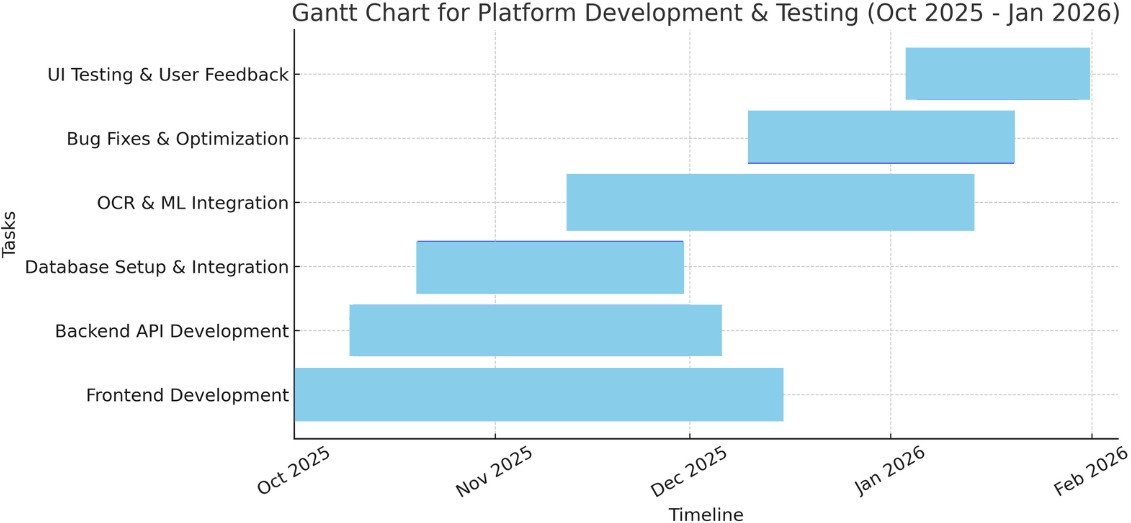 Gantt Chart for Platform Development & Testing (Oct 2025 - Jan 2026)
UI Testing & User Feedback
Bug Fixes & Optimization
OCR & ML Integration
Database Setup & Integration
Backend API Development
Frontend Development
Tasks
Oct 2025
Nov 2025
Dec 2025
Jan 2026
Feb 2026
Timeline